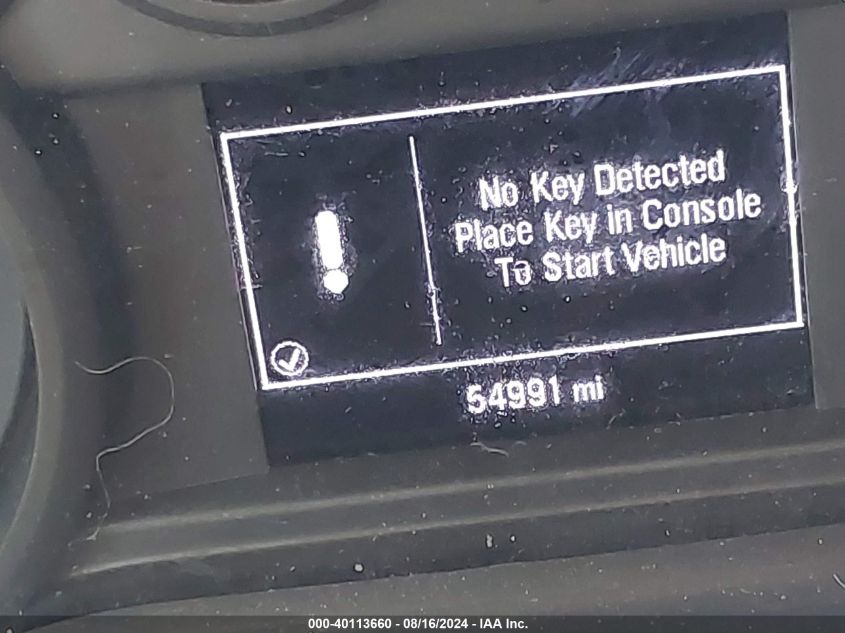 No Key Detected
Place Key in Console
To Start Vehicle
54991 mi
000-40113660 - 08/16/2024 - IAA Inc.